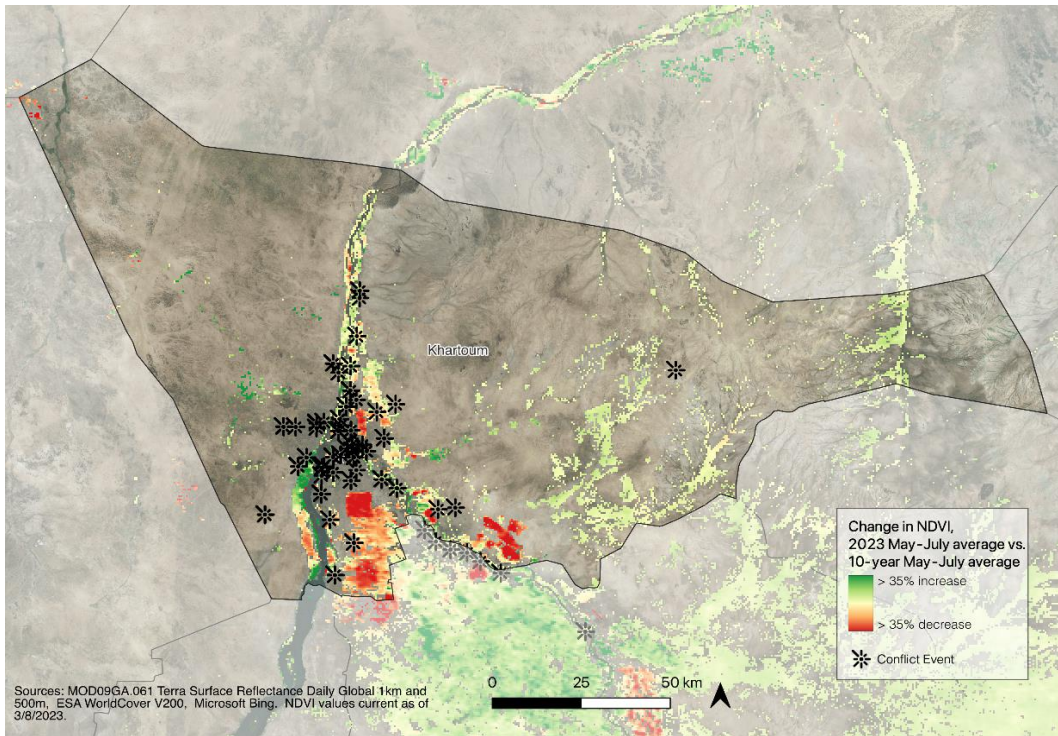 Khartoum
Change in NDVI,
2023 May-July average vs.
10-year May-July average
> 35% increase
> 35% decrease
Conflict Event
Sources: MOD09GA.061 Terra Surface Reflectance Daily Global 1km and
500m, ESA WorldCover V200, Microsoft Bing. NDVI values current as of
3/8/2023.
0 25 50 km